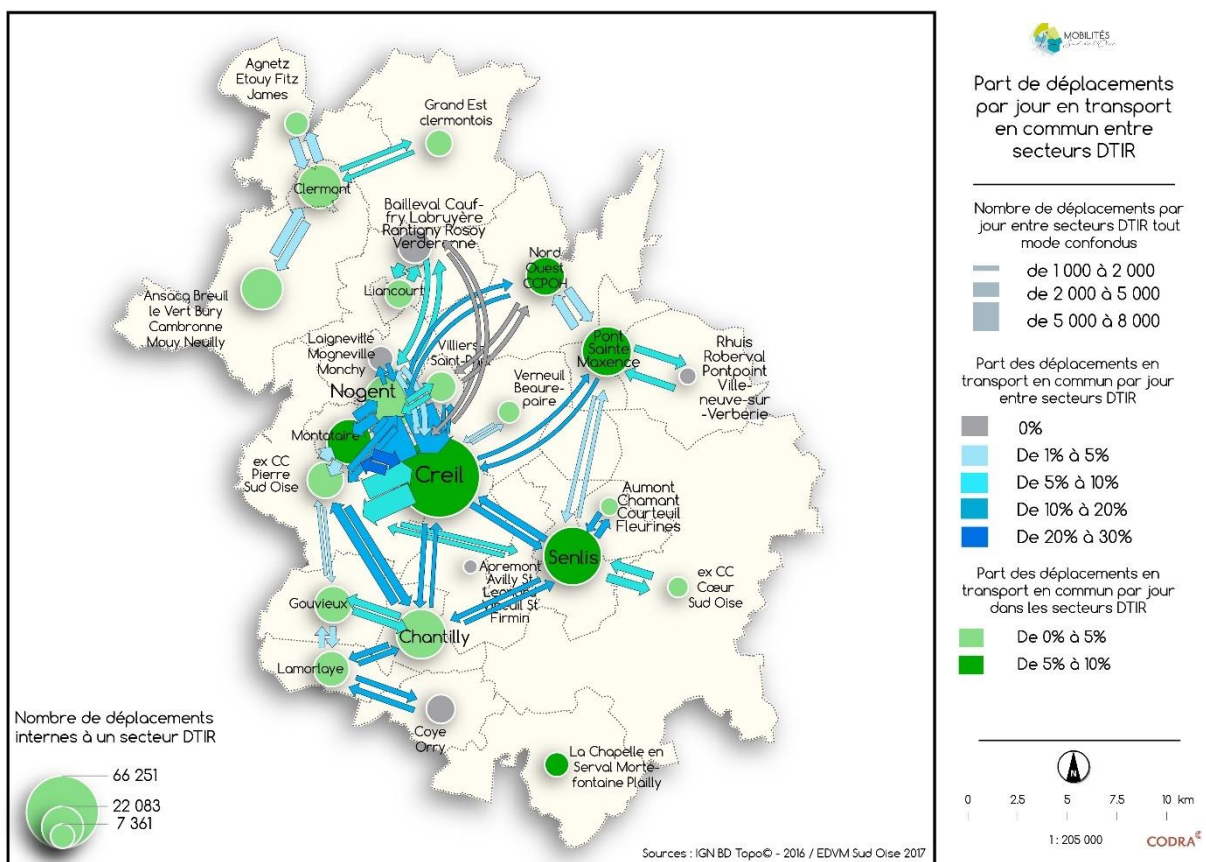 Agnetz
Etouy Fitz
James
Grand Est
clermontois
Clermont
Bailleval Cauf-
fry Labruyère
Rantigny Rosoy
Verderonne
Nord
Ouest
CCPOH
Liancourt
Ansacq Breuil
le Vert Bury
Cambronne
Mouy Neuilly
Laigneville
Mogneville
Monchy
Villiers
Pont
Sainte
Maxence
Rhuis
Roberval
Pontpoint
Ville-
neuve-sur
-Verberie
Verneuil
Beaure-
paire
Nogent
Montataire
ex CC
Pierre
Sud Oise
Creil
Aumont
Chamant
Courteuil
Fleurines
Senlis
Apremont
Avilly St
Firmin
ex CC
Cœur
Sud Oise
Gouvieux
Chantilly
Lamorlaye
Coye
Orry
La Chapelle en
Serval Morte-
fontaine Plailly
Nombre de déplacements
internes à un secteur DTIR
66 251
22 083
7 361
Sources : IGN BD Topo© - 2016 / EDVM Sud Oise 2017
MOBILITÉS
Sud de l'Oise
Part de déplacements
par jour en transport
en commun entre
secteurs DTIR
Nombre de déplacements par
jour entre secteurs DTIR tout
mode confondus
de 1 000 à 2 000
de 2 000 à 5 000
de 5 000 à 8 000
Part des déplacements en
transport en commun par jour
entre secteurs DTIR
0%
De 1% à 5%
De 5% à 10%
De 10% à 20%
De 20% à 30%
Part des déplacements en
transport en commun par jour
dans les secteurs DTIR
De 0% à 5%
De 5% à 10%
N
0 2.5 5 7.5 10 km
1 : 205 000
CODRA